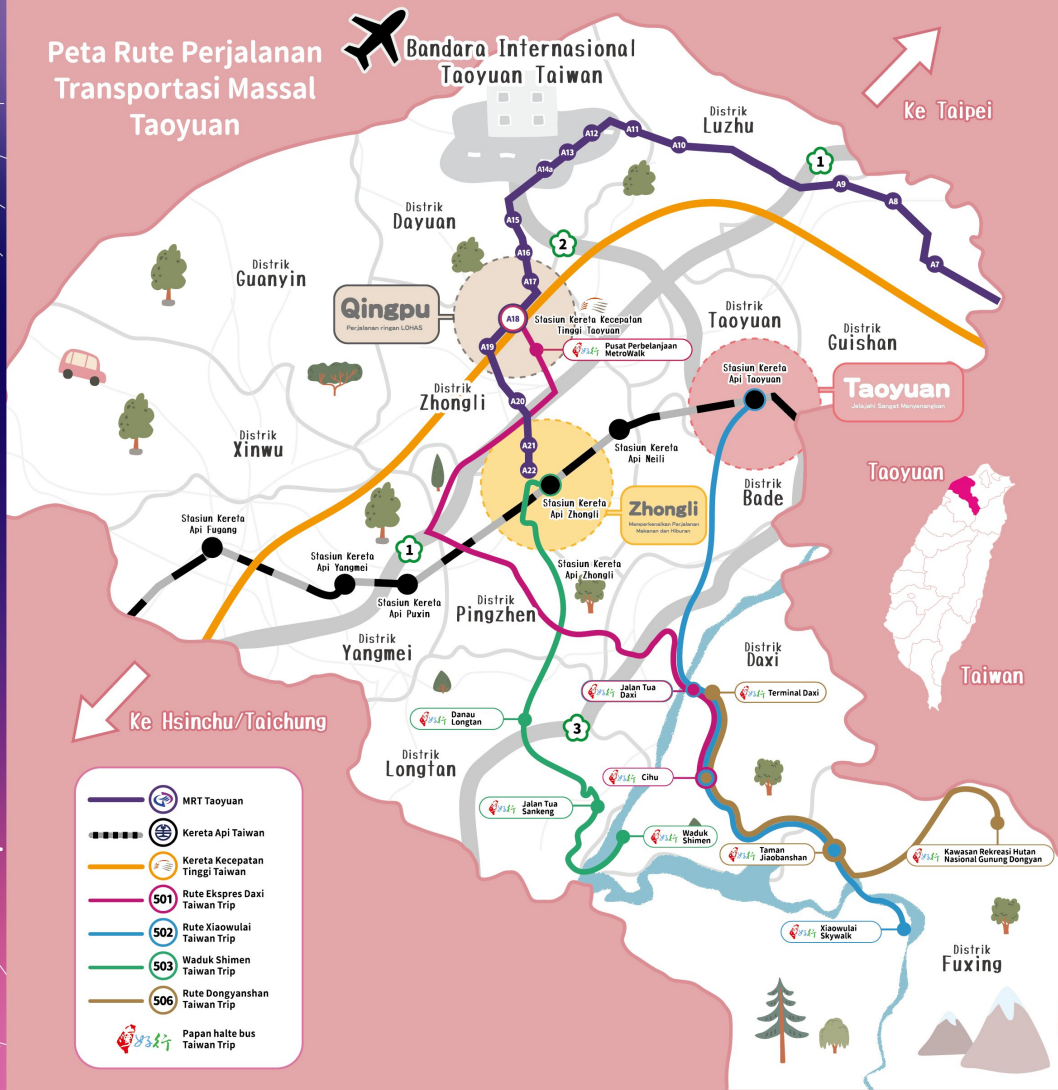 Peta Rute Perjalanan
Transportasi Massal
Taoyuan
Bandara Internasional
Taoyuan Taiwan
Ke Taipei
Distrik
Luzhu
A12
A11
A10
A13
A14a
1
A9
A8
A7
Distrik
Dayuan
A15
2
A16
A17
Distrik
Guanyin
Qingpu
Perjalanan ringan LOHAS
A18
Stasiun Kereta Kecepatan
Tinggi Taoyuan
Distrik
Taoyuan
Distrik
Guishan
A19
Pusat Perbelanjaan
MetroWalk
Stasiun Kereta
Api Taoyuan
Taoyuan
Jelajahi Sangat Menyenangkan
Distrik
Zhongli
A20
A21
A22
Stasiun Kereta
Api Neili
Distrik
Xinwu
Distrik
Bade
Stasiun Kereta
Api Zhongli
Zhongli
Memperkenalkan Perjalanan
Makanan dan Hiburan
Taoyuan
Taiwan
Stasiun Kereta
Api Fugang
Stasiun Kereta
Api Yangmei
1
Stasiun Kereta
Api Puxin
Stasiun Kereta
Api Zhongli
Distrik
Pingzhen
Distrik
Yangmei
Distrik
Daxi
Jalan Tua
Daxi
Terminal Daxi
Ke Hsinchu/Taichung
Danau
Longtan
3
Distrik
Longtan
Cihu
Jalan Tua
Sankeng
Waduk
Shimen
Taman
Jiaobanshan
Kawasan Rekreasi Hutan
Nasional Gunung Dongyan
Xiaowulai
Skywalk
Distrik
Fuxing
MRT Taoyuan
Kereta Api Taiwan
Kereta Kecepatan
Tinggi Taiwan
501
Rute Ekspres Daxi
Taiwan Trip
502
Rute Xiaowulai
Taiwan Trip
503
Waduk Shimen
Taiwan Trip
506
Rute Dongyanshan
Taiwan Trip
Papan halte bus
Taiwan Trip